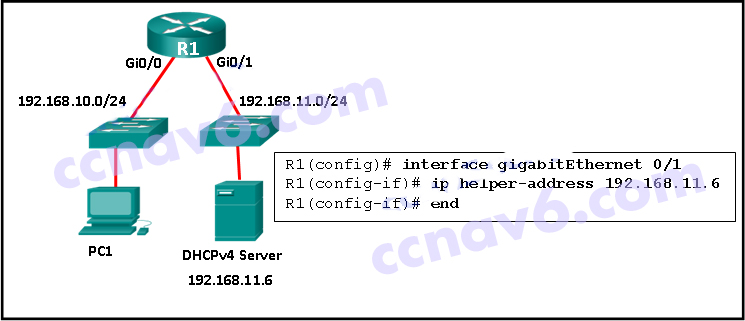 R1
Gi0/0
Gi0/1
192.168.10.0/24
192.168.11.0/24
R1(config)# interface gigabitEthernet 0/1
R1(config-if)# ip helper-address 192.168.11.6
R1(config-if)# end
PC1
DHCPv4 Server
192.168.11.6
ccnav6.com
ccnav6.com